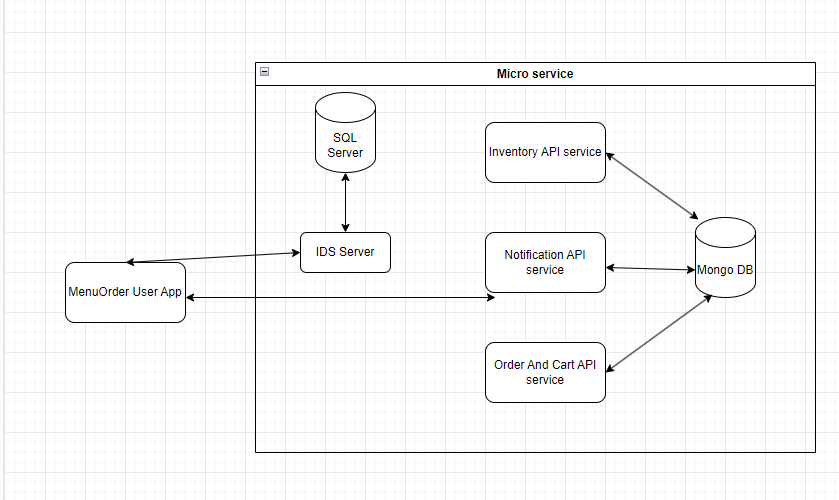 Micro service
SQL
Server
Inventory API service
IDS Server
Notification API
service
MenuOrder User App
Mongo DB
Order And Cart API
service